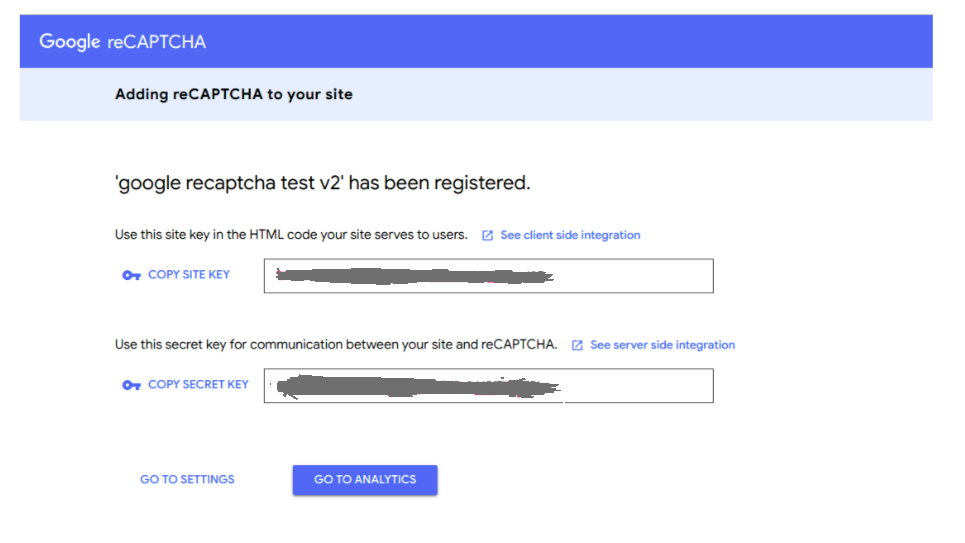 Google reCAPTCHA
Adding reCAPTCHA to your site
'google recaptcha test v2' has been registered.
Use this site key in the HTML code your site serves to users. See client side integration
COPY SITE KEY
Use this secret key for communication between your site and reCAPTCHA. See server side integration
COPY SECRET KEY
GO TO SETTINGS GO TO ANALYTICS